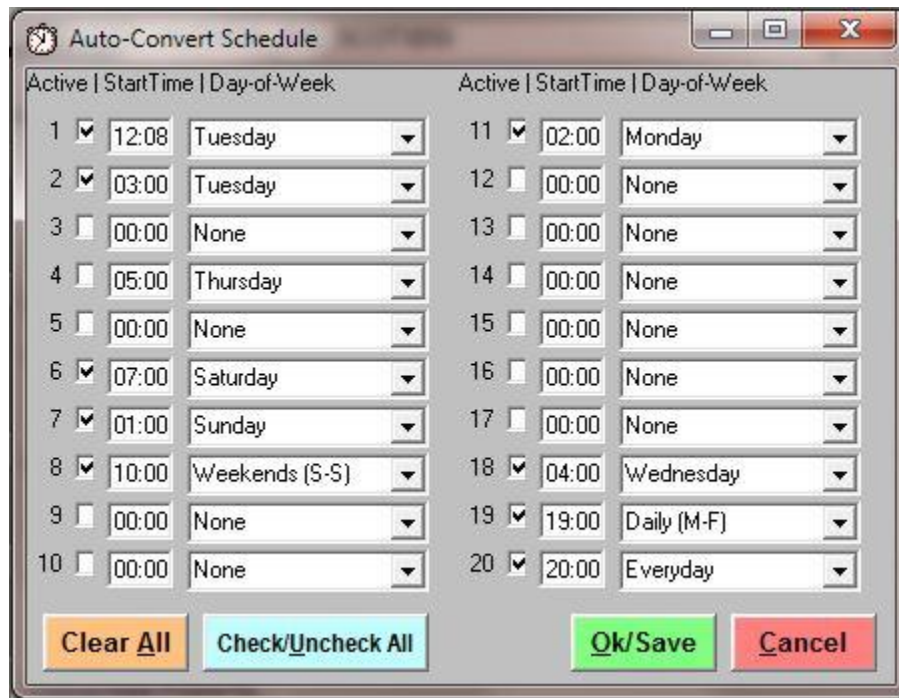 Auto-Convert Schedule
Active | StartTime | Day-of-Week Active | StartTime | Day-of-Week
1 12:08 Tuesday 11 02:00 Monday
2 03:00 Tuesday 12 00:00 None
3 00:00 None 13 00:00 None
4 05:00 Thursday 14 00:00 None
5 00:00 None 15 00:00 None
6 07:00 Saturday 16 00:00 None
7 01:00 Sunday 17 00:00 None
8 10:00 Weekends (S-S) 18 04:00 Wednesday
9 00:00 None 19 19:00 Daily (M-F)
10 00:00 None 20 20:00 Everyday
Clear All Check/Uncheck All Ok/Save Cancel